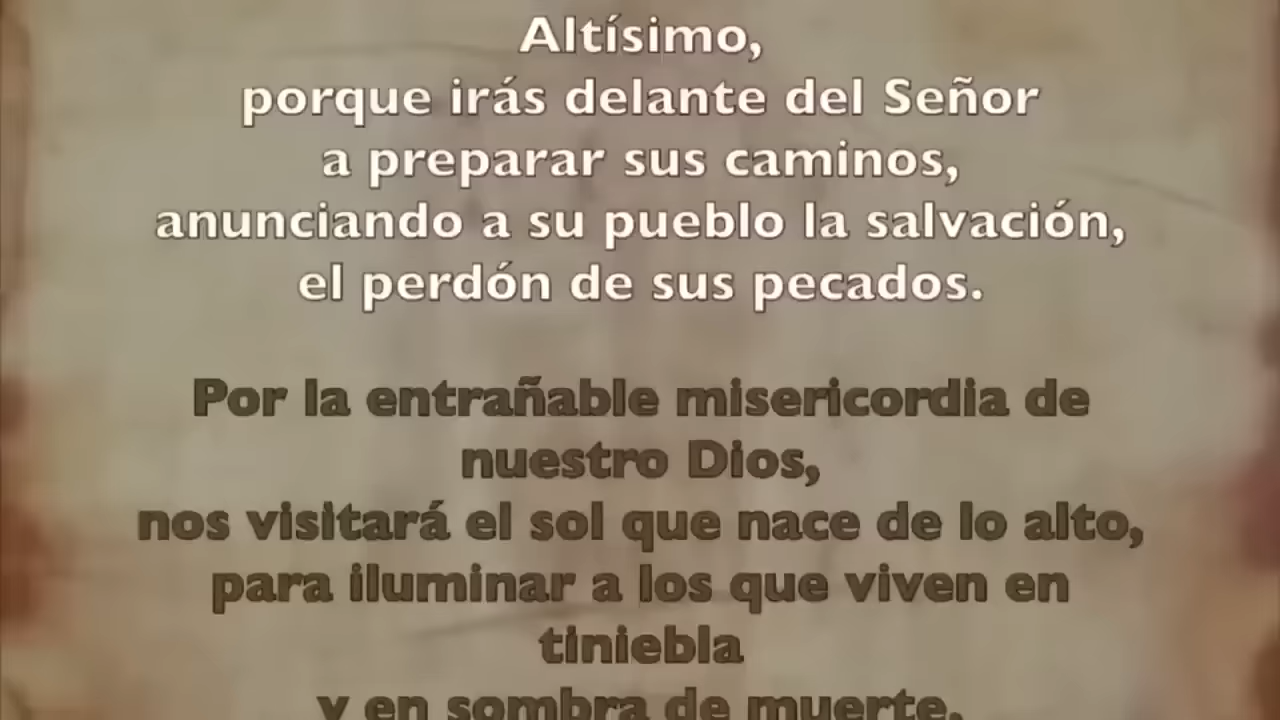 Altísimo,
porque irás delante del Señor
a preparar sus caminos,
anunciando a su pueblo la salvación,
el perdón de sus pecados.
Por la entrañable misericordia de
nuestro Dios,
nos visitará el sol que nace de lo alto,
para iluminar a los que viven en
tiniebla
y en sombra de muerte,